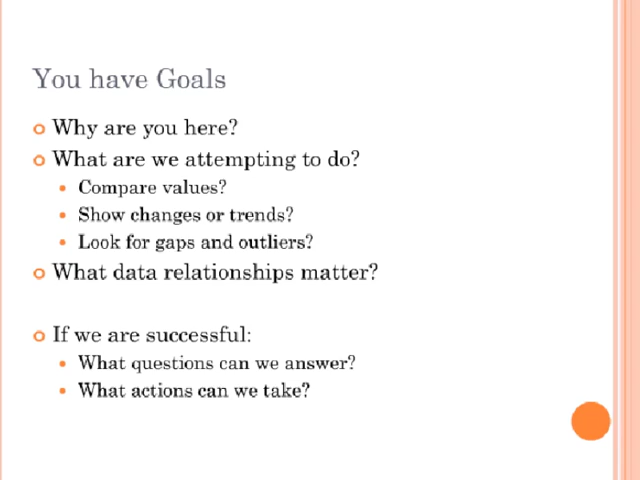 You have Goals
Why are you here?
What are we attempting to do?
Compare values?
Show changes or trends?
Look for gaps and outliers?
What data relationships matter?
If we are successful:
What questions can we answer?
What actions can we take?